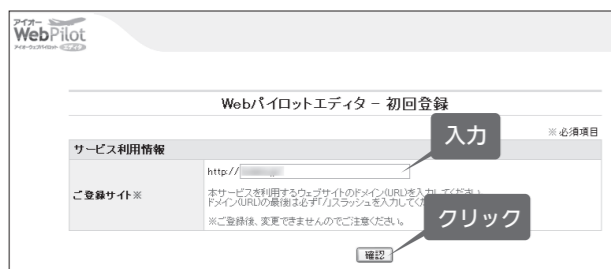 アイオー
WebPilot
アイオーウェブパイロット エディタ
Webパイロットエディタ − 初回登録
※必須項目
サービス利用情報
入力
http://
ご登録サイト※
本サービスを利用するウェブサイトのドメイン(URL)を入力してください。
ドメイン(URL)の最後は必ず「/」スラッシュを入力してく
※ご登録後、変更できませんのでご注意ください。
クリック
確認